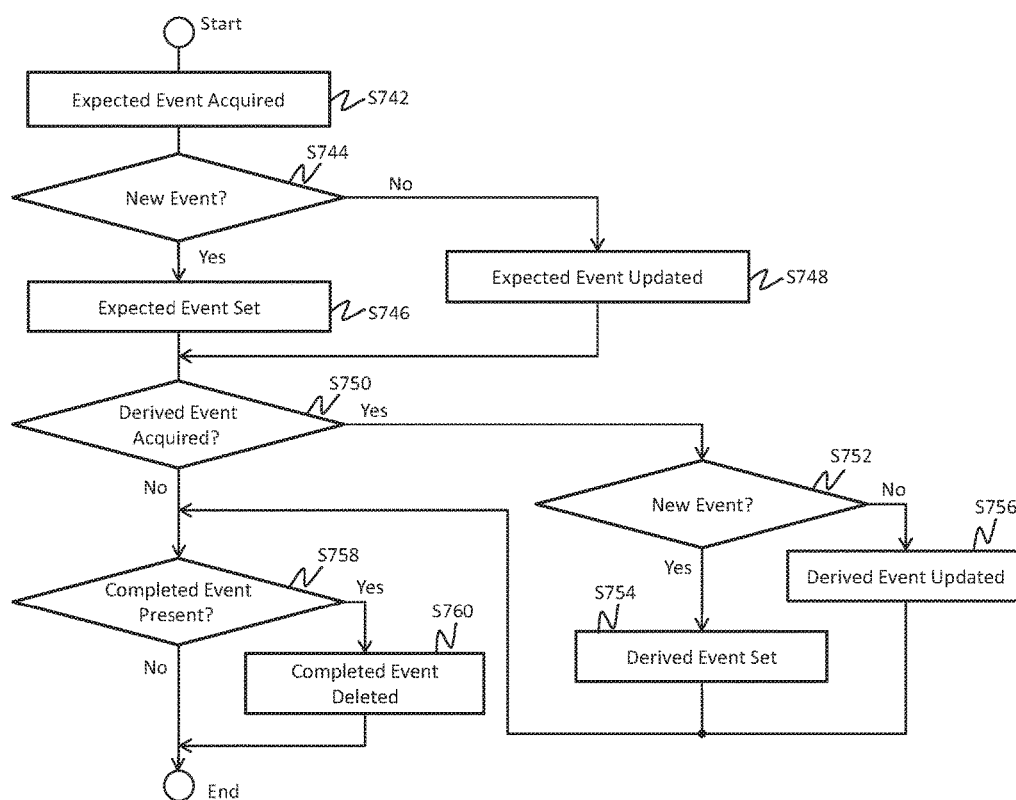 Start
Expected Event Acquired
S742
S744
New Event?
No
Yes
Expected Event Updated
S748
Expected Event Set
S746
S750
Derived Event
Acquired?
Yes
No
S752
New Event?
No
S756
Yes
Derived Event Updated
S758
Completed Event
Present?
Yes
S754
S760
Derived Event Set
No
Completed Event
Deleted
End